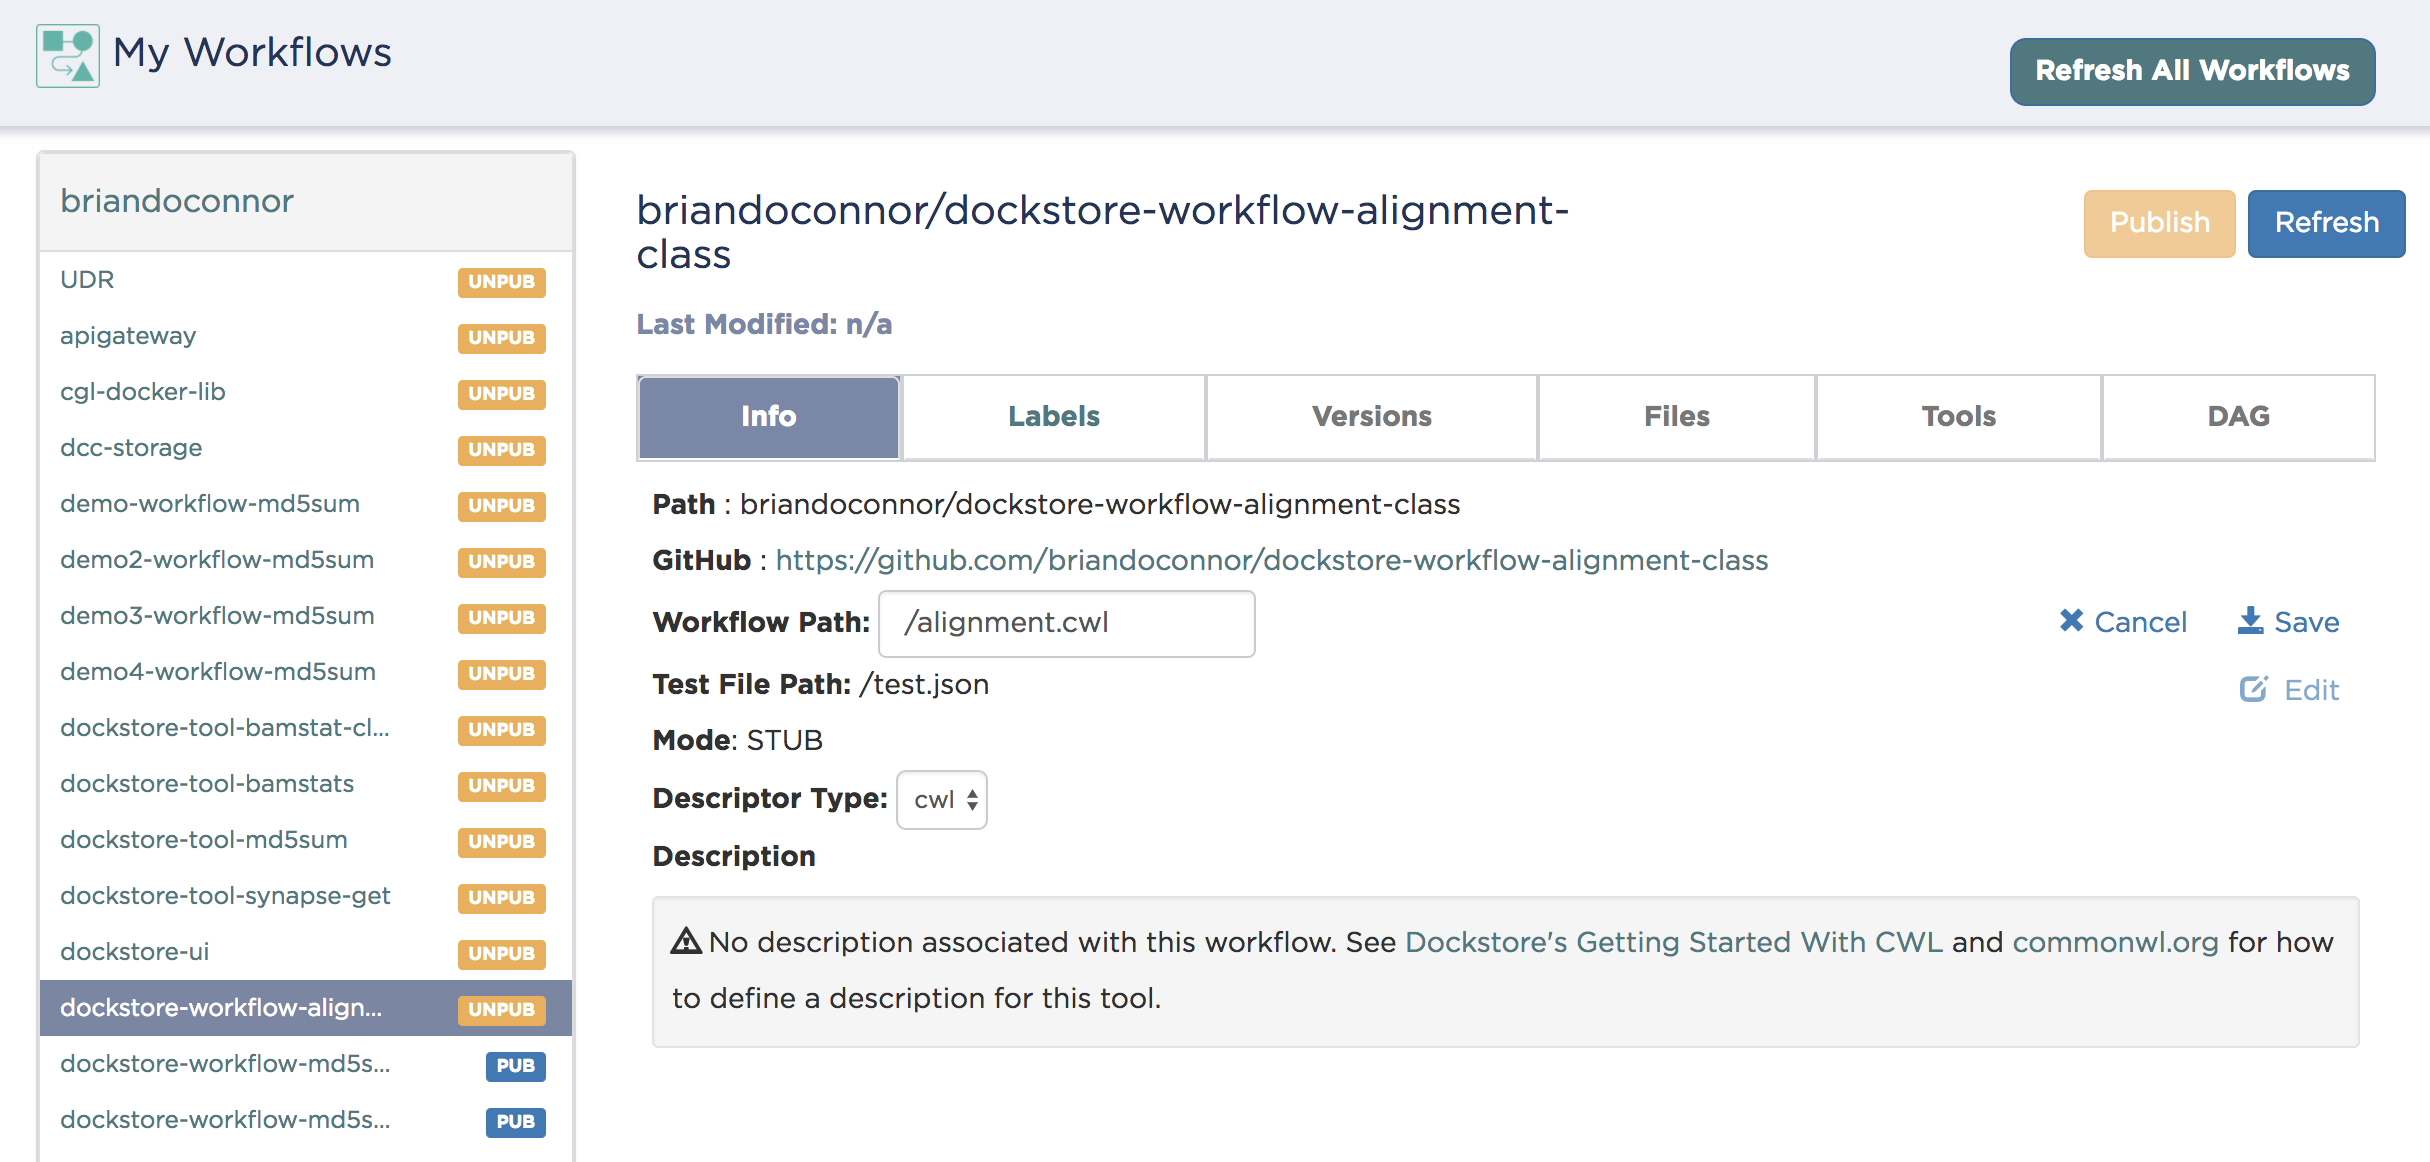 My Workflows
Refresh All Workflows
briandoconnor
UDR UNPUB
apigateway UNPUB
cgl-docker-lib UNPUB
dcc-storage UNPUB
demo-workflow-md5sum UNPUB
demo2-workflow-md5sum UNPUB
demo3-workflow-md5sum UNPUB
demo4-workflow-md5sum UNPUB
dockstore-tool-bamstat-cl... UNPUB
dockstore-tool-bamstats UNPUB
dockstore-tool-md5sum UNPUB
dockstore-tool-synapse-get UNPUB
dockstore-ui UNPUB
dockstore-workflow-align... UNPUB
dockstore-workflow-md5s... PUB
dockstore-workflow-md5s... PUB
briandoconnor/dockstore-workflow-alignment-
class
Publish Refresh
Last Modified: n/a
Info Labels Versions Files Tools DAG
Path : briandoconnor/dockstore-workflow-alignment-class
GitHub : https://github.com/briandoconnor/dockstore-workflow-alignment-class
Workflow Path: /alignment.cwl Cancel Save
Test File Path: /test.json Edit
Mode: STUB
Descriptor Type: cwl
Description
No description associated with this workflow. See Dockstore's Getting Started With CWL and commonwl.org for how
to define a description for this tool.